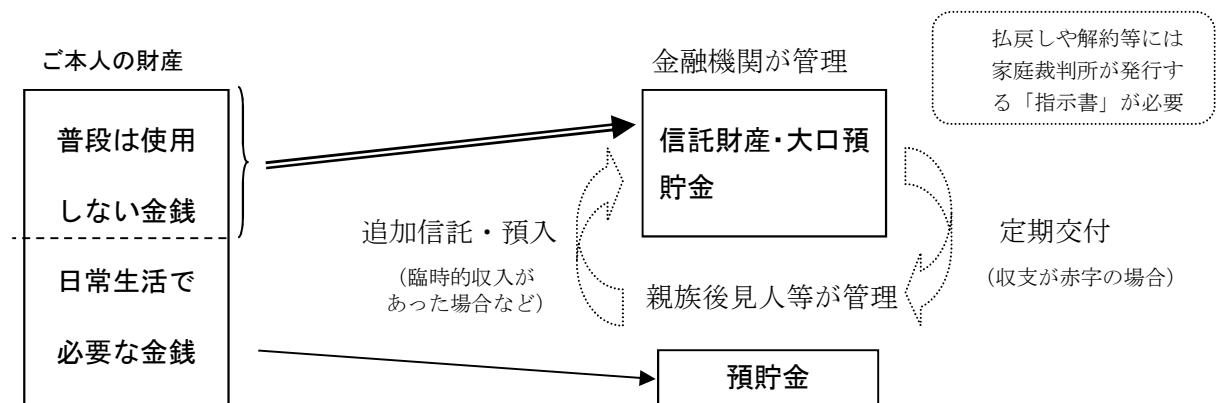 ご本人の財産
普段は使用
しない金銭
日常生活で
必要な金銭
金融機関が管理
信託財産・大口預
貯金
払戻しや解約等には
家庭裁判所が発行す
る「指示書」が必要
追加信託・預入
（臨時的収入が
あった場合など）
定期交付
（収支が赤字の場合）
親族後見人等が管理
預貯金